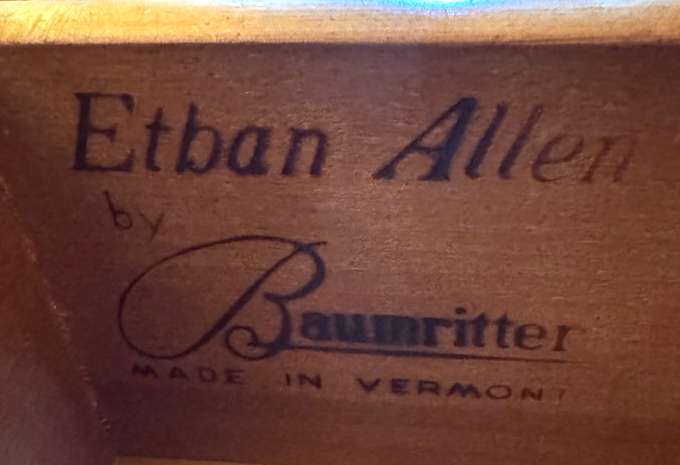 Ethan Allen
by
Baumritter
MADE IN VERMONT